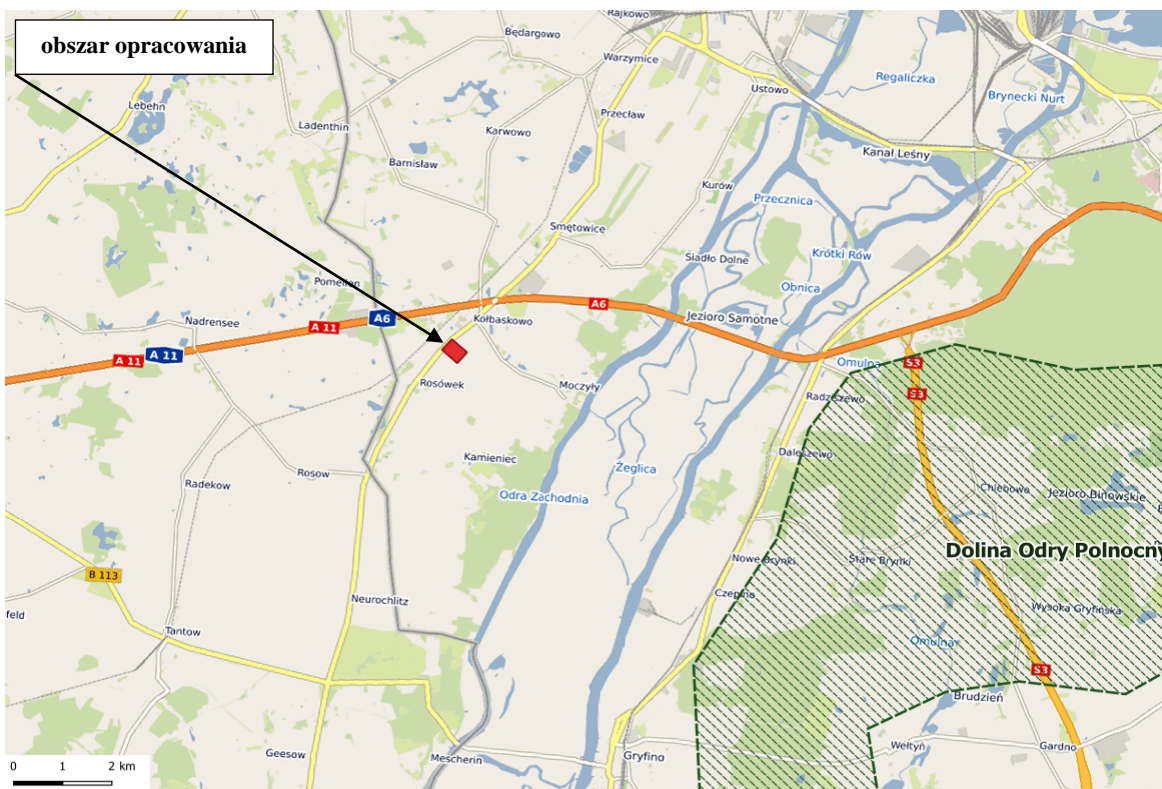 obszar opracowania
Rajkowo
Będargowo
Warzymice
Regaliczka
Ustowo
Brynecki Nurt
Lebehn
Ladenthin
Karwowo
Przecław
Barnisław
Kanał Leśny
Kurów
Przecznica
Smętowice
Siadło Dolne
Krótki Rów
Pomellen
Obnica
A6
A6
Nadrensee
A 11
Kołbaskowo
Jezioro Samotne
A 11
A 11
Omulna
S3
Rosówek
Moczyły
S3
Radziszewo
Kamieniec
Daleszewo
Rosow
Żeglica
Radekow
Odra Zachodnia
Chlebowo
Jezioro Binowskie
Dolina Odry Polnocny
Nowe Brynki
Stare Brynki
B 113
Neurochlitz
Czepino
Wysoka Gryfińska
feld
Tantow
Omulna
S3
Brudzień
Geesow
Mescherin
Gryfino
Wełtyń
Gardno
0 1 2 km